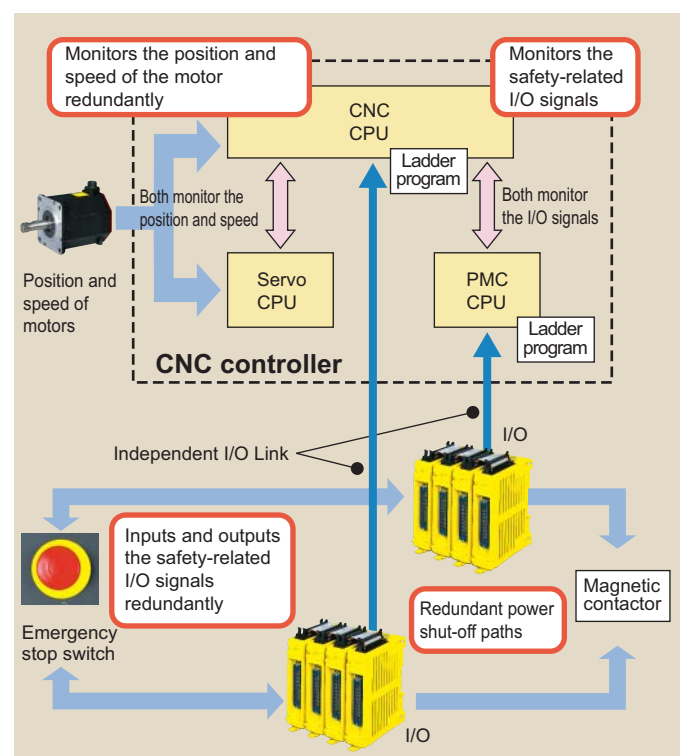 Monitors the position and
speed of the motor
redundantly
Monitors the
safety-related
I/O signals
CNC
CPU
Ladder
program
Both monitor the
position and speed
Both monitor
the I/O signals
Position and
speed of
motors
Servo
CPU
PMC
CPU
Ladder
program
CNC controller
I/O
Independent I/O Link
Inputs and outputs
the safety-related
I/O signals
redundantly
Emergency
stop switch
Redundant power
shut-off paths
Magnetic
contactor
I/O